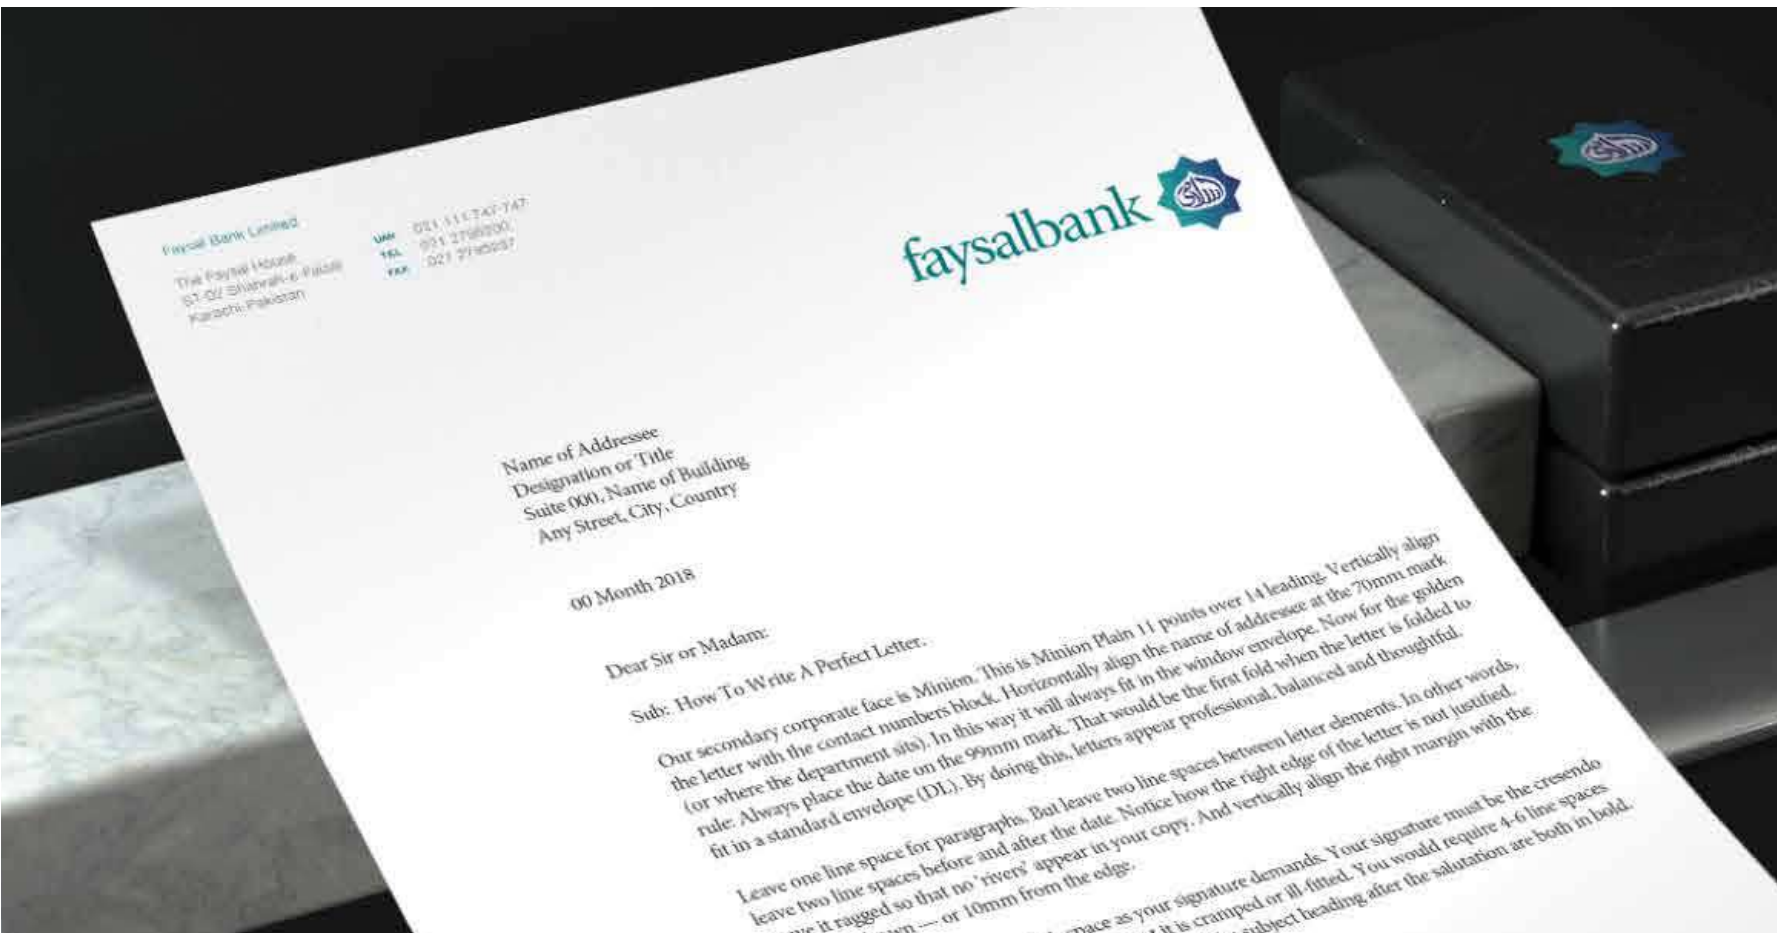 Faysal Bank Limited
The Faysal House
ST-02 Shahrah-e-Faisal
Karachi-Pakistan
UAN 021 111-747-747
TEL 021 2795200,
FAX 021 2795237
faysalbank
Name of Addressee
Designation or Title
Suite 000, Name of Building
Any Street, City, Country
00 Month 2018
Dear Sir or Madam:
Sub: How To Write A Perfect Letter.
Our secondary corporate face is Minion. This is Minion Plain 11 points over 14 leading. Vertically align
the letter with the contact numbers block. Horizontally align the name of addressee at the 70mm mark
(or where the department sits). In this way it will always fit in the window envelope. Now for the golden
rule: Always place the date on the 99mm mark. That would be the first fold when the letter is folded to
fit in a standard envelope (DL). By doing this, letters appear professional, balanced and thoughtful.
Leave one line space for paragraphs. But leave two line spaces between letter elements. In other words,
leave two line spaces before and after the date. Notice how the right edge of the letter is not justified.
it ragged so that no 'rivers' appear in your copy. And vertically align the right margin with the
— or 10mm from the edge.
space as your signature demands. Your signature must be the cresendo
it is cramped or ill-fitted. You would require 4-6 line spaces
subject heading after the salutation are both in bold.